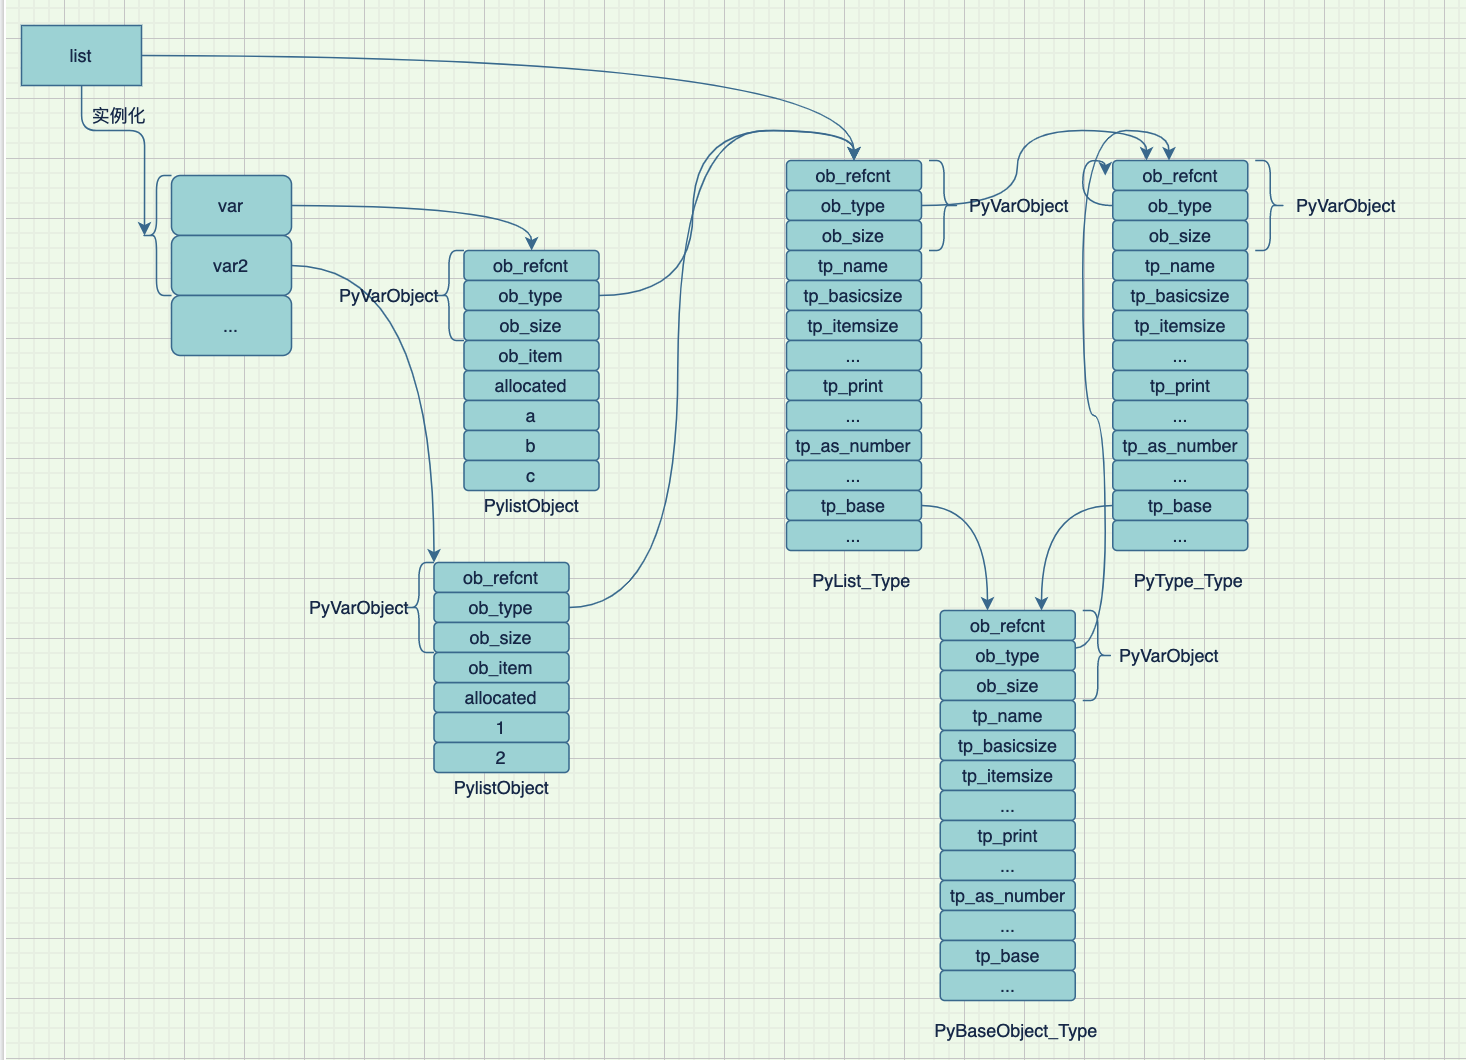 list
实例化
var
var2
...
PyVarObject
ob_refcnt
ob_type
ob_size
ob_item
allocated
a
b
c
PylistObject
PyVarObject
ob_refcnt
ob_type
ob_size
ob_item
allocated
1
2
PylistObject
ob_refcnt
ob_type
ob_size
tp_name
tp_basicsize
tp_itemsize
...
tp_print
...
tp_as_number
...
tp_base
...
PyVarObject
PyList_Type
ob_refcnt
ob_type
ob_size
tp_name
tp_basicsize
tp_itemsize
...
tp_print
...
tp_as_number
...
tp_base
...
PyVarObject
PyType_Type
ob_refcnt
ob_type
ob_size
tp_name
tp_basicsize
tp_itemsize
...
tp_print
...
tp_as_number
...
tp_base
...
PyVarObject
PyBaseObject_Type